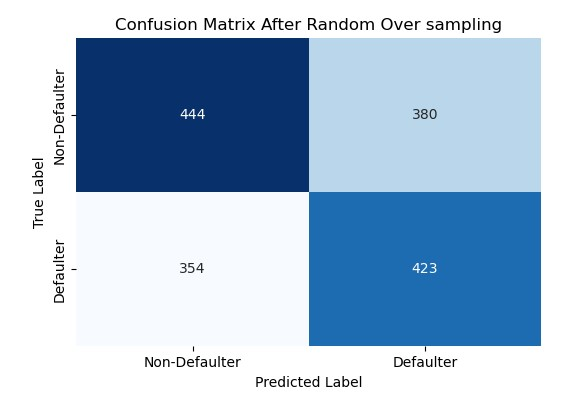 Confusion Matrix After Random Over sampling
True Label
Non-Defaulter
444
380
Defaulter
354
423
Non-Defaulter
Defaulter
Predicted Label